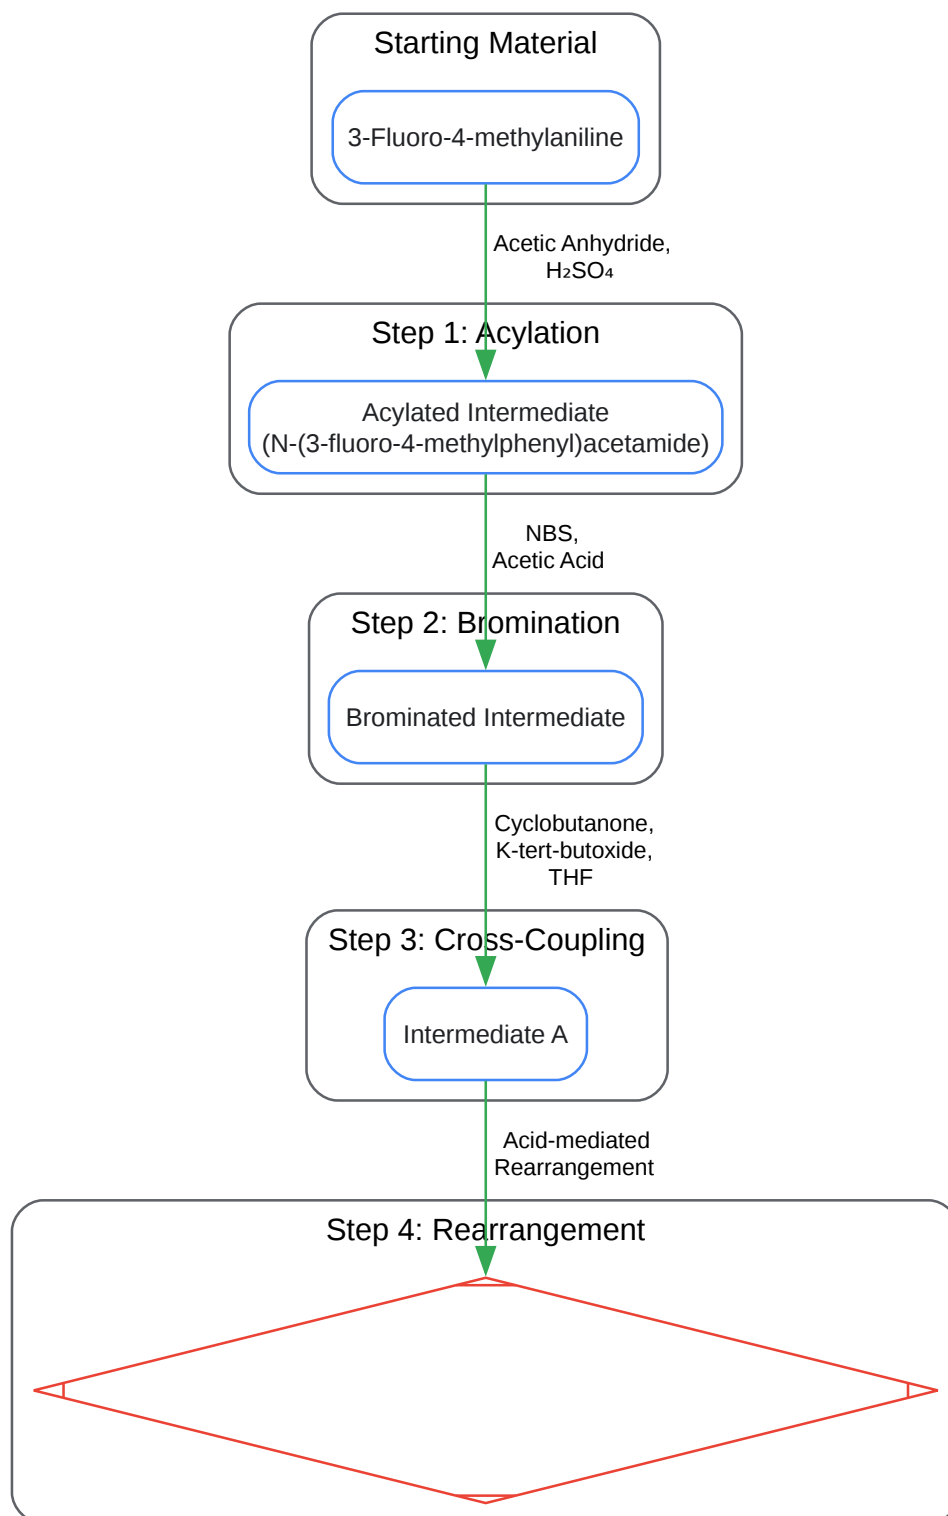 Starting Material
3-Fluoro-4-methylaniline
Acetic Anhydride,
H₂SO₄
Step 1: Acylation
Acylated Intermediate
(N-(3-fluoro-4-methylphenyl)acetamide)
NBS,
Acetic Acid
Step 2: Bromination
Brominated Intermediate
Cyclobutanone,
K-tert-butoxide,
THF
Step 3: Cross-Coupling
Intermediate A
Acid-mediated
Rearrangement
Step 4: Rearrangement